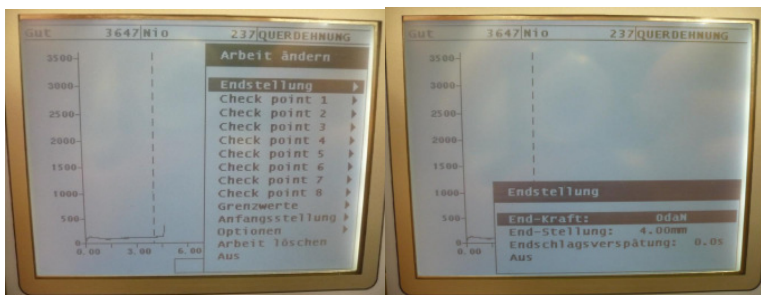 Gut 3647 Nio 237 QUERDEHNUNG
Arbeit ändern
3500
3000
2500
2000
1500
1000
500
0
0.00 3.00 6.00
Endstellung
Check point 1
Check point 2
Check point 3
Check point 4
Check point 5
Check point 6
Check point 7
Check point 8
Grenzwerte
Anfangsstellung
Optionen
Arbeit löschen
Aus
Gut 3647 Nio 237 QUERDEHNUNG
3500
3000
2500
2000
1500
1000
500
0
0.00
Endstellung
End-Kraft: 0daN
End-Stellung: 4.00mm
Endschlagsverspätung: 0.0s
Aus